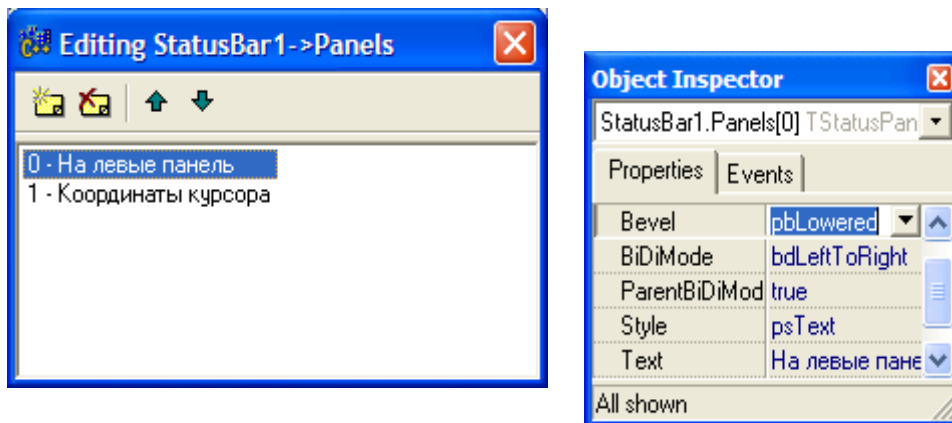 Editing StatusBar1->Panels
0 - На левые панель
1 - Координаты курсора
Object Inspector
StatusBar1.Panels[0] TStatusPan
Properties Events
Bevel pbLowered
BiDiMode bdLeftToRight
ParentBiDiMod true
Style psText
Text На левые пане
All shown